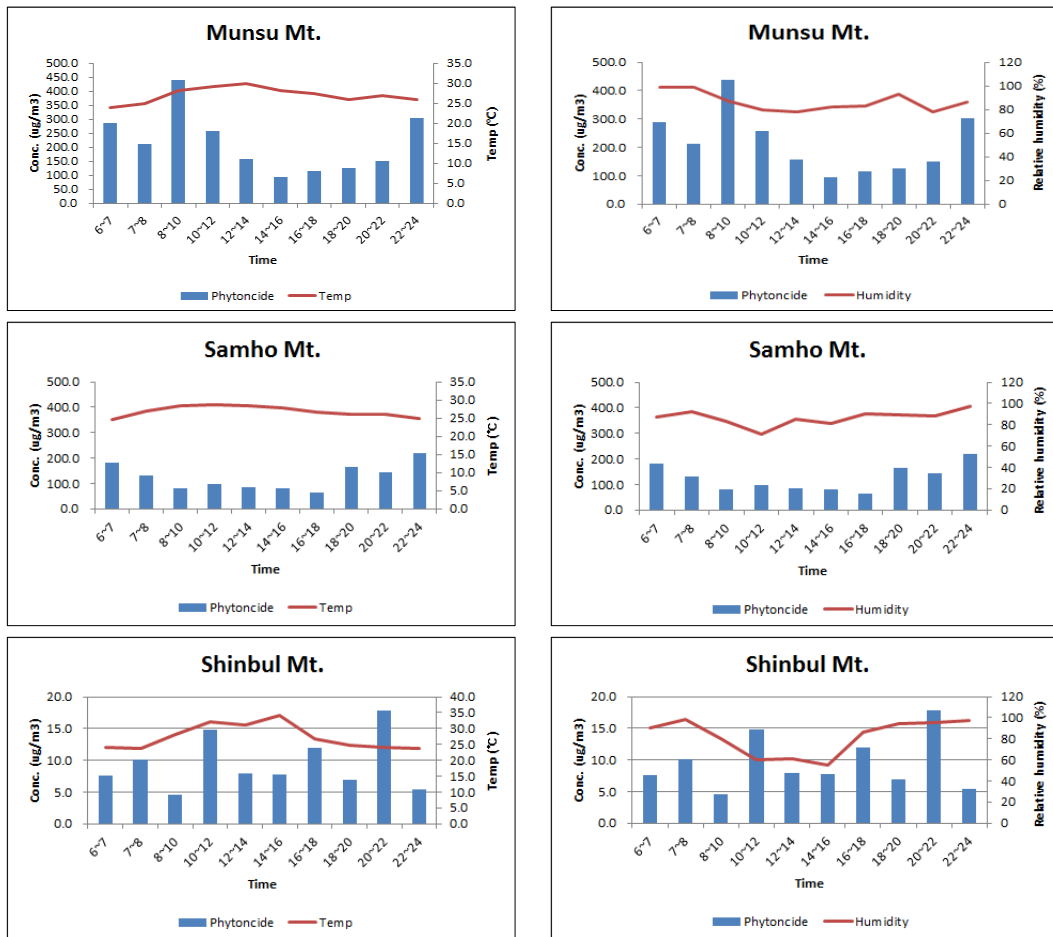 Munsu Mt.
Conc. (ug/m3)
500.0
450.0
400.0
350.0
300.0
250.0
200.0
150.0
100.0
50.0
0.0
35.0
30.0
25.0
20.0
15.0
10.0
5.0
0.0
Temp (℃)
6~7 7~8 8~10 10~12 12~14 14~16 16~18 18~20 20~22 22~24
Time
Phytoncide Temp
Munsu Mt.
Conc. (ug/m3)
500.0
400.0
300.0
200.0
100.0
0.0
120
100
80
60
40
20
0
Relative humidity (%)
6~7 7~8 8~10 10~12 12~14 14~16 16~18 18~20 20~22 22~24
Time
Phytoncide Humidity
Samho Mt.
Conc. (ug/m3)
500.0
400.0
300.0
200.0
100.0
0.0
35.0
30.0
25.0
20.0
15.0
10.0
5.0
0.0
Temp (℃)
6~7 7~8 8~10 10~12 12~14 14~16 16~18 18~20 20~22 22~24
Time
Phytoncide Temp
Samho Mt.
Conc. (ug/m3)
500.0
400.0
300.0
200.0
100.0
0.0
120
100
80
60
40
20
0
Relative humidity (%)
6~7 7~8 8~10 10~12 12~14 14~16 16~18 18~20 20~22 22~24
Time
Phytoncide Humidity
Shinbul Mt.
Conc. (ug/m3)
20.0
15.0
10.0
5.0
0.0
40.0
35.0
30.0
25.0
20.0
15.0
10.0
5.0
0.0
Temp (℃)
6~7 7~8 8~10 10~12 12~14 14~16 16~18 18~20 20~22 22~24
Time
Phytoncide Temp
Shinbul Mt.
Conc. (ug/m3)
20.0
15.0
10.0
5.0
0.0
120
100
80
60
40
20
0
Relative humidity (%)
6~7 7~8 8~10 10~12 12~14 14~16 16~18 18~20 20~22 22~24
Time
Phytoncide Humidity